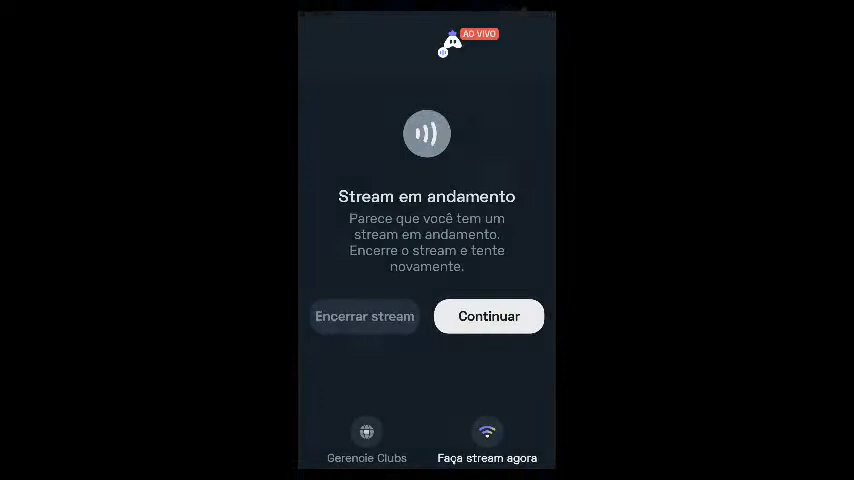 AO VIVO
Stream em andamento
Parece que você tem um
stream em andamento.
Encerre o stream e tente
novamente.
Encerrar stream
Continuar
Gerencie Clubs
Faça stream agora